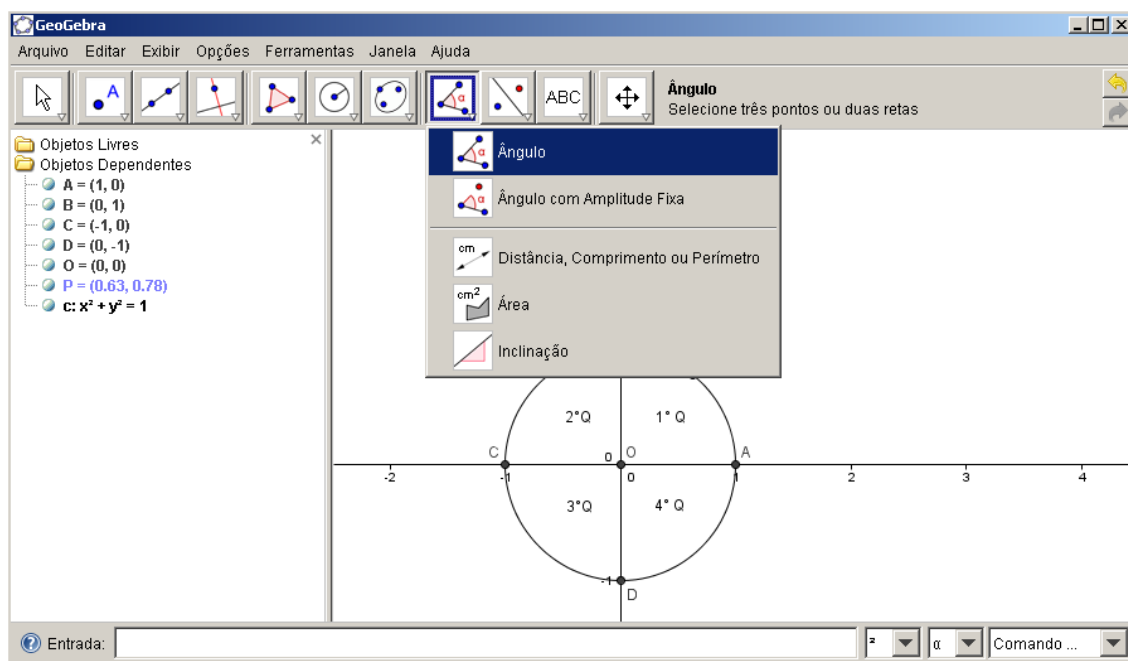 GeoGebra
Arquivo Editar Exibir Opções Ferramentas Janela Ajuda
A
α
ABC
Ângulo
Selecione três pontos ou duas retas
Objetos Livres
Objetos Dependentes
A = (1, 0)
B = (0, 1)
C = (-1, 0)
D = (0, -1)
O = (0, 0)
P = (0.63, 0.78)
c: x² + y² = 1
α Ângulo
α Ângulo com Amplitude Fixa
cm Distância, Comprimento ou Perímetro
cm² Área
Inclinação
2°Q 1° Q
C 0 O A
-2 -1 0 1 2 3 4
3°Q 4° Q
-1
D
Entrada: ² α Comando ...